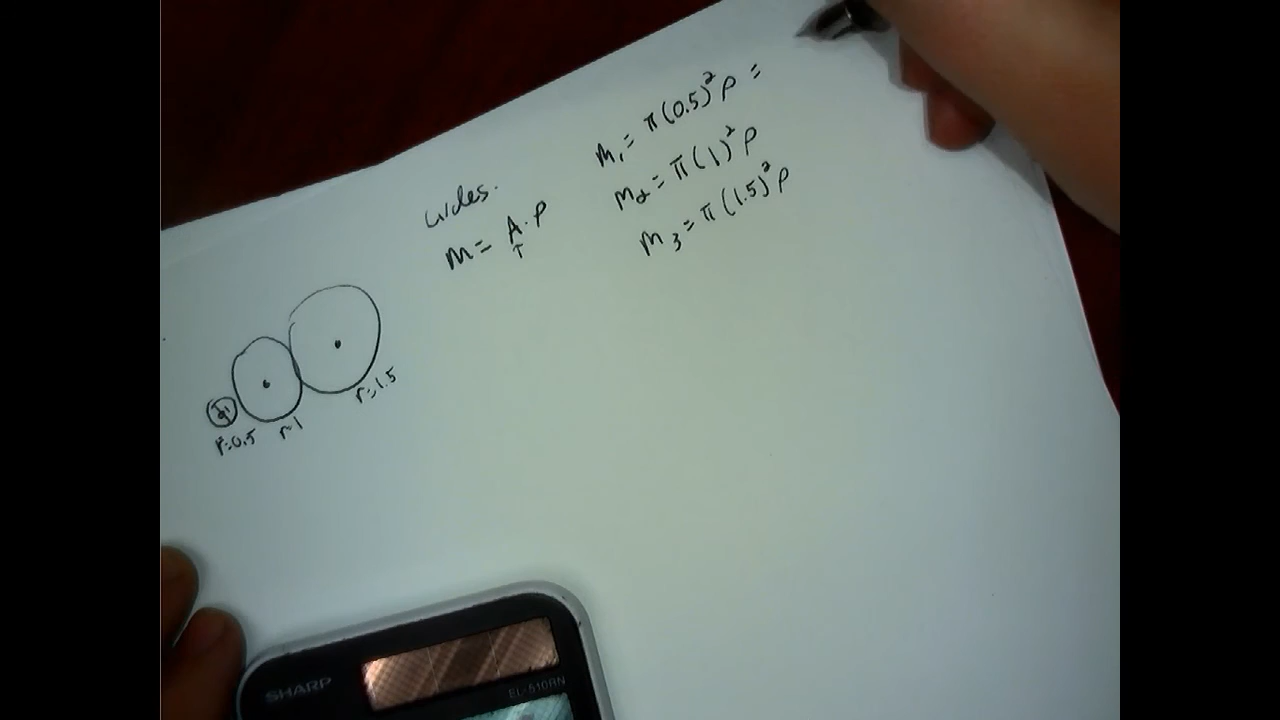 circles.
m = A · ρ
↑
m₁ = π(0.5)² ρ =
m₂ = π(1)² ρ
m₃ = π(1.5)² ρ
r=0.5
r=1
r=1.5
SHARP
EL-510RN